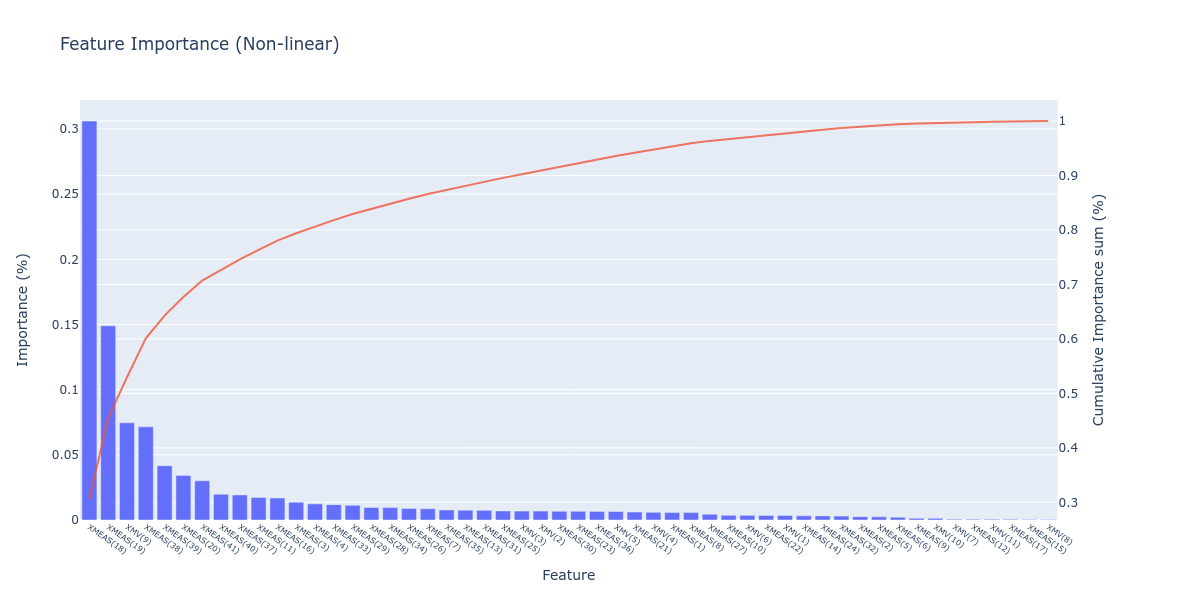 Feature Importance (Non-linear)
0.3
0.25
0.2
0.15
0.1
0.05
0
Importance (%)
1
0.9
0.8
0.7
0.6
0.5
0.4
0.3
Cumulative Importance sum (%)
XMEAS(18)
XMEAS(19)
XMV(9)
XMEAS(38)
XMEAS(39)
XMEAS(20)
XMEAS(41)
XMEAS(40)
XMEAS(37)
XMEAS(11)
XMEAS(16)
XMEAS(3)
XMEAS(4)
XMEAS(33)
XMEAS(29)
XMEAS(28)
XMEAS(34)
XMEAS(26)
XMEAS(7)
XMEAS(35)
XMEAS(13)
XMEAS(31)
XMEAS(25)
XMV(3)
XMV(2)
XMEAS(30)
XMEAS(23)
XMEAS(36)
XMV(5)
XMEAS(21)
XMV(4)
XMEAS(1)
XMEAS(8)
XMEAS(27)
XMEAS(10)
XMV(6)
XMEAS(22)
XMV(1)
XMEAS(14)
XMEAS(24)
XMEAS(32)
XMEAS(2)
XMEAS(5)
XMEAS(6)
XMEAS(9)
XMV(10)
XMV(7)
XMEAS(12)
XMV(11)
XMEAS(17)
XMEAS(15)
XMV(8)
Feature